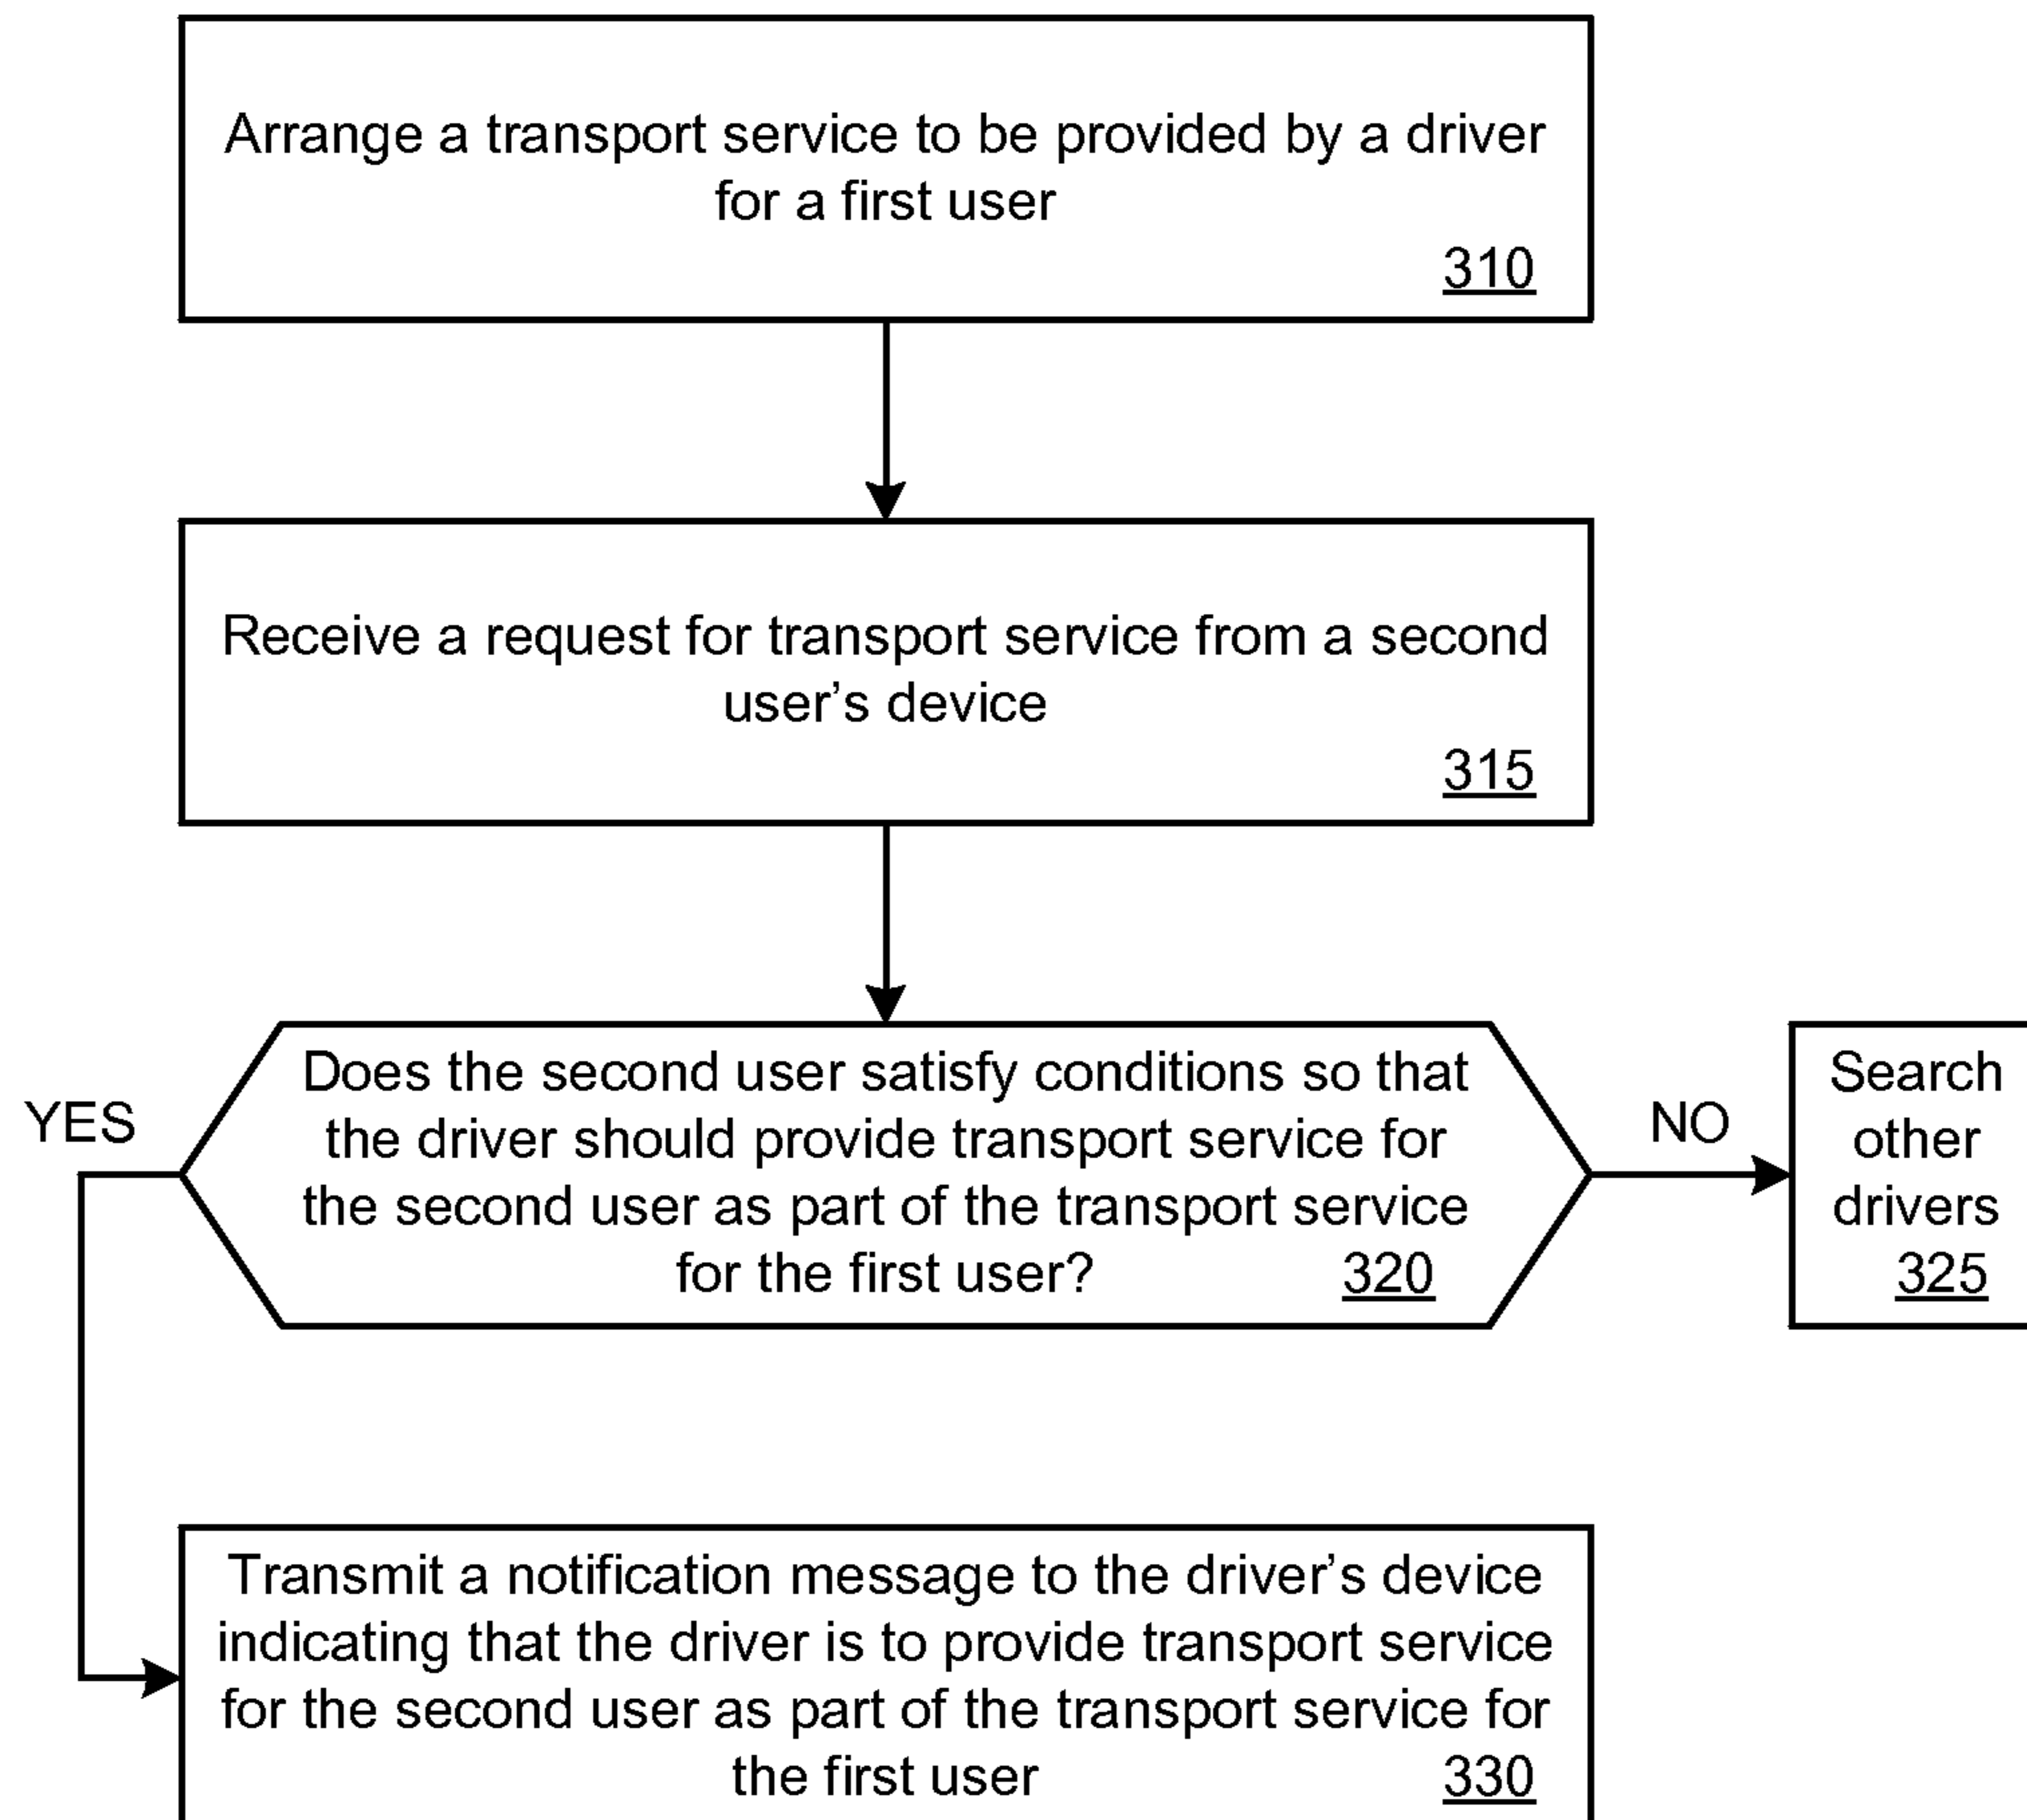 Arrange a transport service to be provided by a driver
for a first user
310
Receive a request for transport service from a second
user’s device
315
YES
Does the second user satisfy conditions so that
the driver should provide transport service for
the second user as part of the transport service
for the first user? 320
NO
Search
other
drivers
325
Transmit a notification message to the driver’s device
indicating that the driver is to provide transport service
for the second user as part of the transport service for
the first user 330